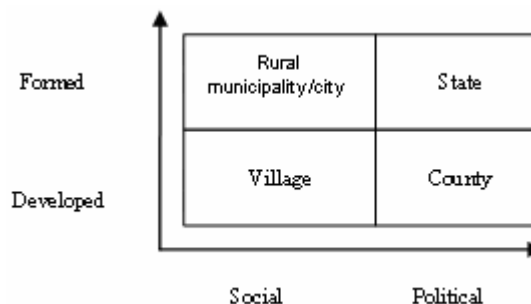 Formed
Rural
municipality/city
State
Developed
Village
County
Social
Political